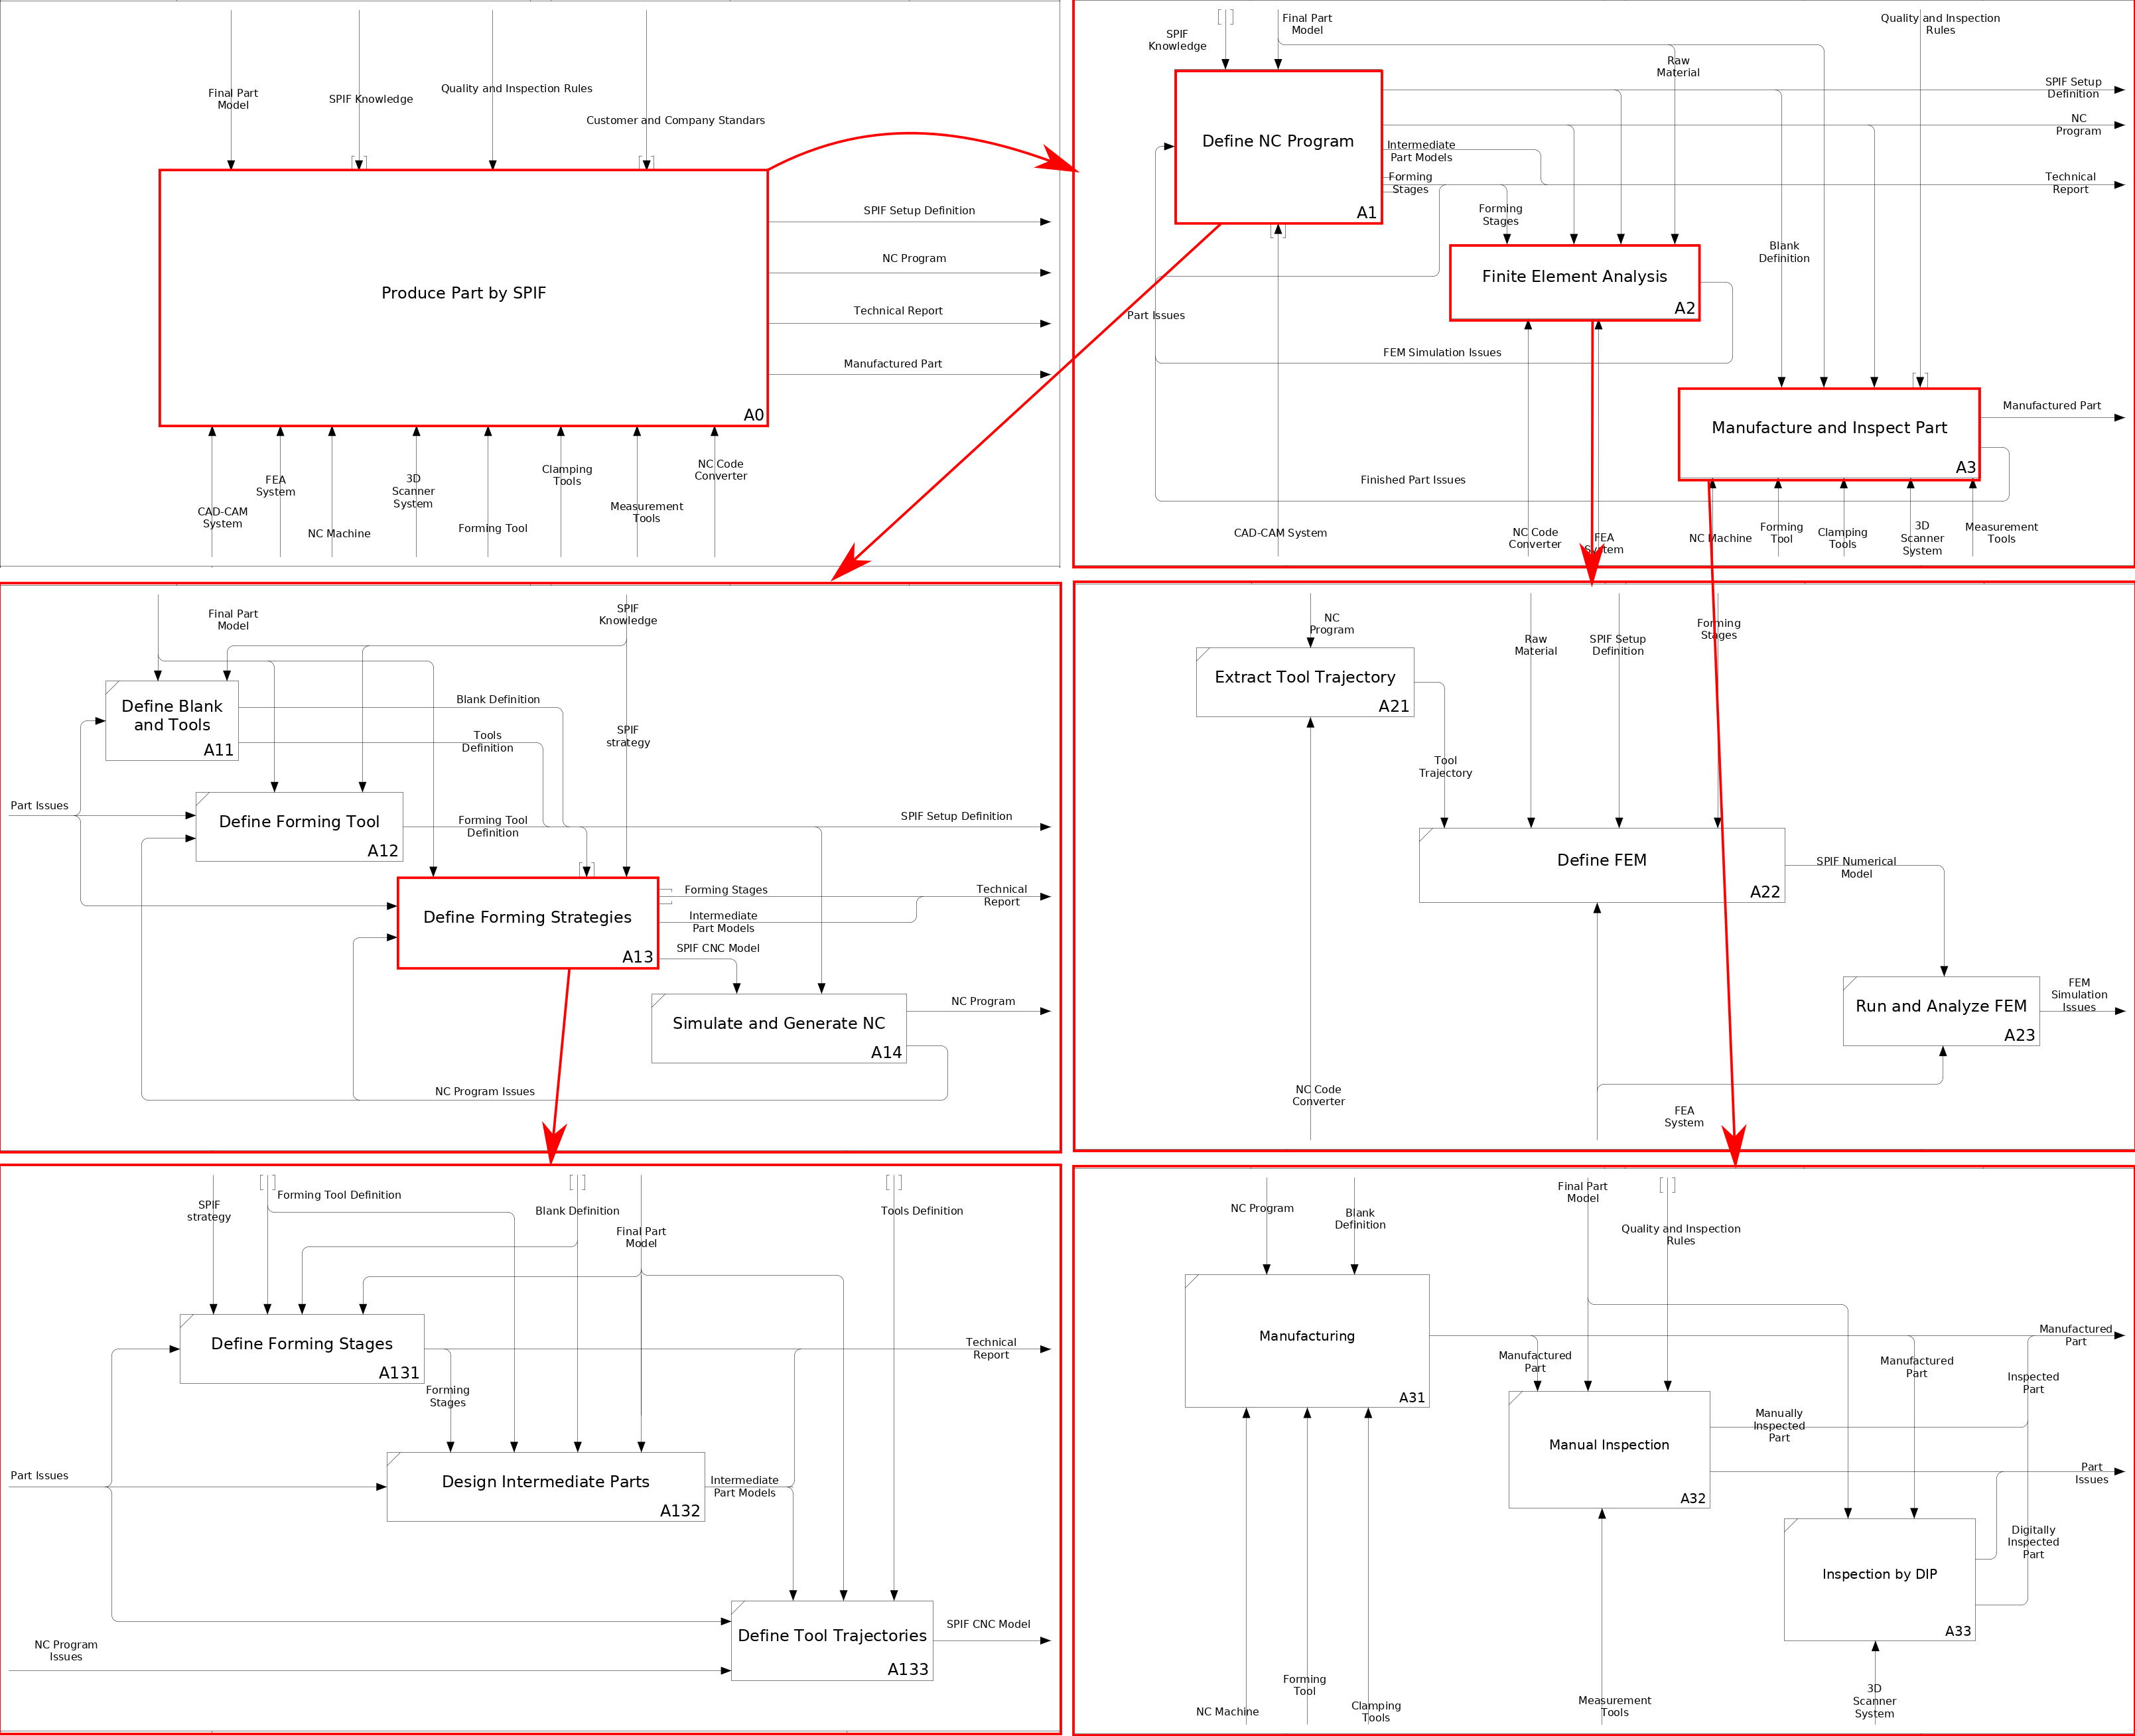 Final Part
Model
SPIF Knowledge
Quality and Inspection Rules
Customer and Company Standars
Produce Part by SPIF
A0
SPIF Setup Definition
NC Program
Technical Report
Manufactured Part
CAD-CAM
System
FEA
System
NC Machine
3D
Scanner
System
Forming Tool
Clamping
Tools
Measurement
Tools
NC Code
Converter
SPIF
Knowledge
Final Part
Model
Raw
Material
Quality and Inspection
Rules
SPIF Setup
Definition
NC
Program
Technical
Report
Define NC Program
A1
Intermediate
Part Models
Forming
Stages
Forming
Stages
Blank
Definition
Finite Element Analysis
A2
Part Issues
FEM Simulation Issues
Manufacture and Inspect Part
A3
Manufactured Part
Finished Part Issues
CAD-CAM System
NC Code
Converter
FEA
System
NC Machine
Forming
Tool
Clamping
Tools
3D
Scanner
System
Measurement
Tools
Final Part
Model
SPIF
Knowledge
Define Blank
and Tools
A11
Blank Definition
Tools
Definition
SPIF
strategy
Part Issues
Define Forming Tool
A12
Forming Tool
Definition
SPIF Setup Definition
Define Forming Strategies
A13
Forming Stages
Intermediate
Part Models
SPIF CNC Model
Technical
Report
Simulate and Generate NC
A14
NC Program
NC Program Issues
NC
Program
Raw
Material
SPIF Setup
Definition
Forming
Stages
Extract Tool Trajectory
A21
Tool
Trajectory
Define FEM
A22
SPIF Numerical
Model
Run and Analyze FEM
A23
FEM
Simulation
Issues
NC Code
Converter
FEA
System
SPIF
strategy
Forming Tool Definition
Blank Definition
Final Part
Model
Tools Definition
Define Forming Stages
A131
Technical
Report
Forming
Stages
Part Issues
Design Intermediate Parts
A132
Intermediate
Part Models
Define Tool Trajectories
A133
SPIF CNC Model
NC Program
Issues
NC Program
Blank
Definition
Final Part
Model
Quality and Inspection
Rules
Manufacturing
A31
Manufactured
Part
Manufactured
Part
Manufactured
Part
Inspected
Part
Manual Inspection
A32
Manually
Inspected
Part
Part
Issues
Inspection by DIP
A33
Digitally
Inspected
Part
NC Machine
Forming
Tool
Clamping
Tools
Measurement
Tools
3D
Scanner
System